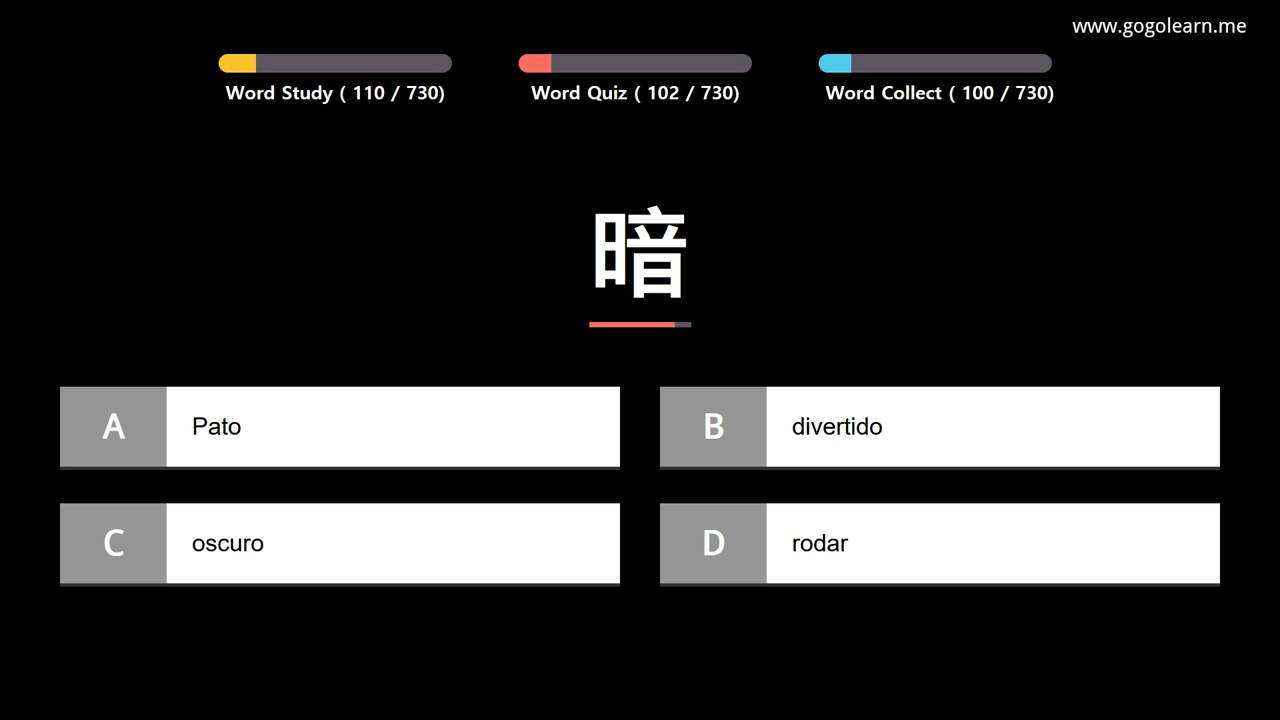 www.gogolearn.me
Word Study ( 110 / 730)
Word Quiz ( 102 / 730)
Word Collect ( 100 / 730)
暗
A Pato
B divertido
C oscuro
D rodar